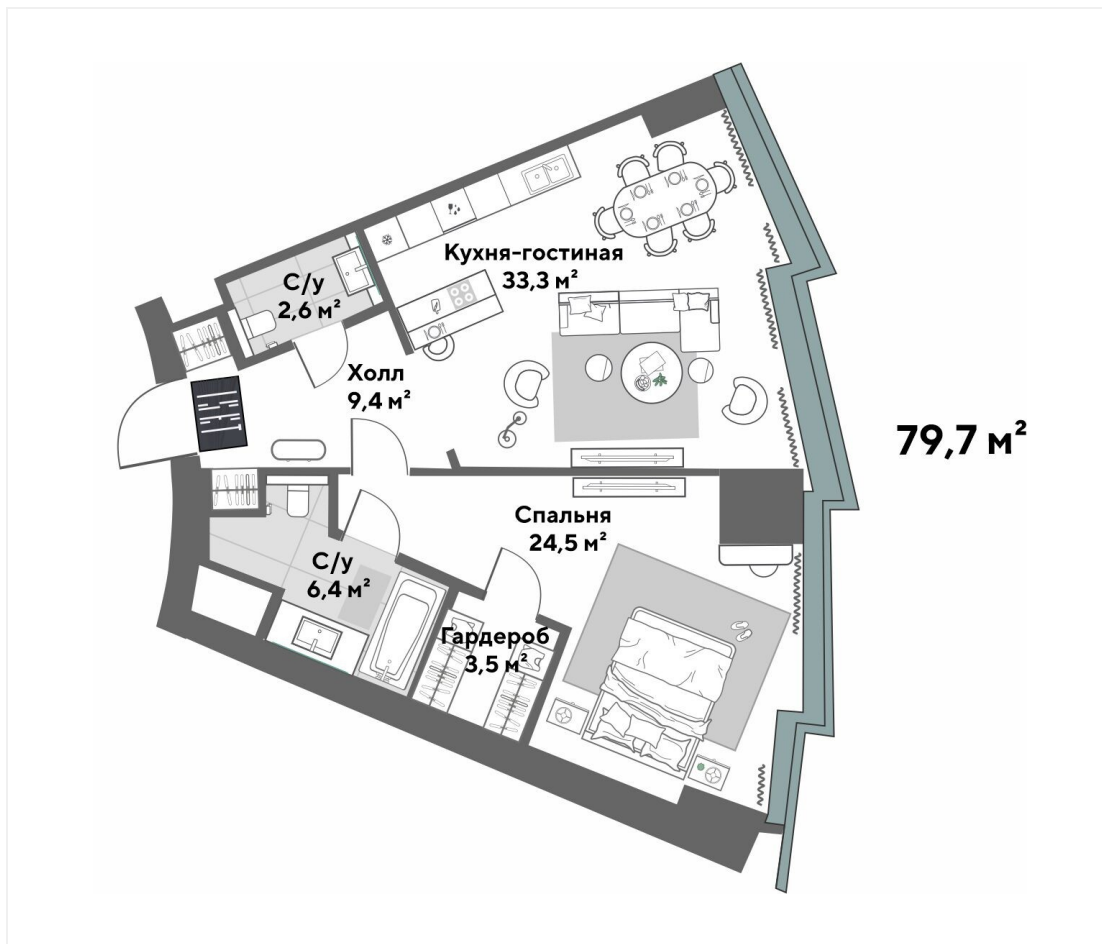 Кухня-гостиная
33,3 м²
С/у
2,6 м²
Холл
9,4 м²
79,7 м²
Спальня
24,5 м²
С/у
6,4 м²
Гардероб
3,5 м²